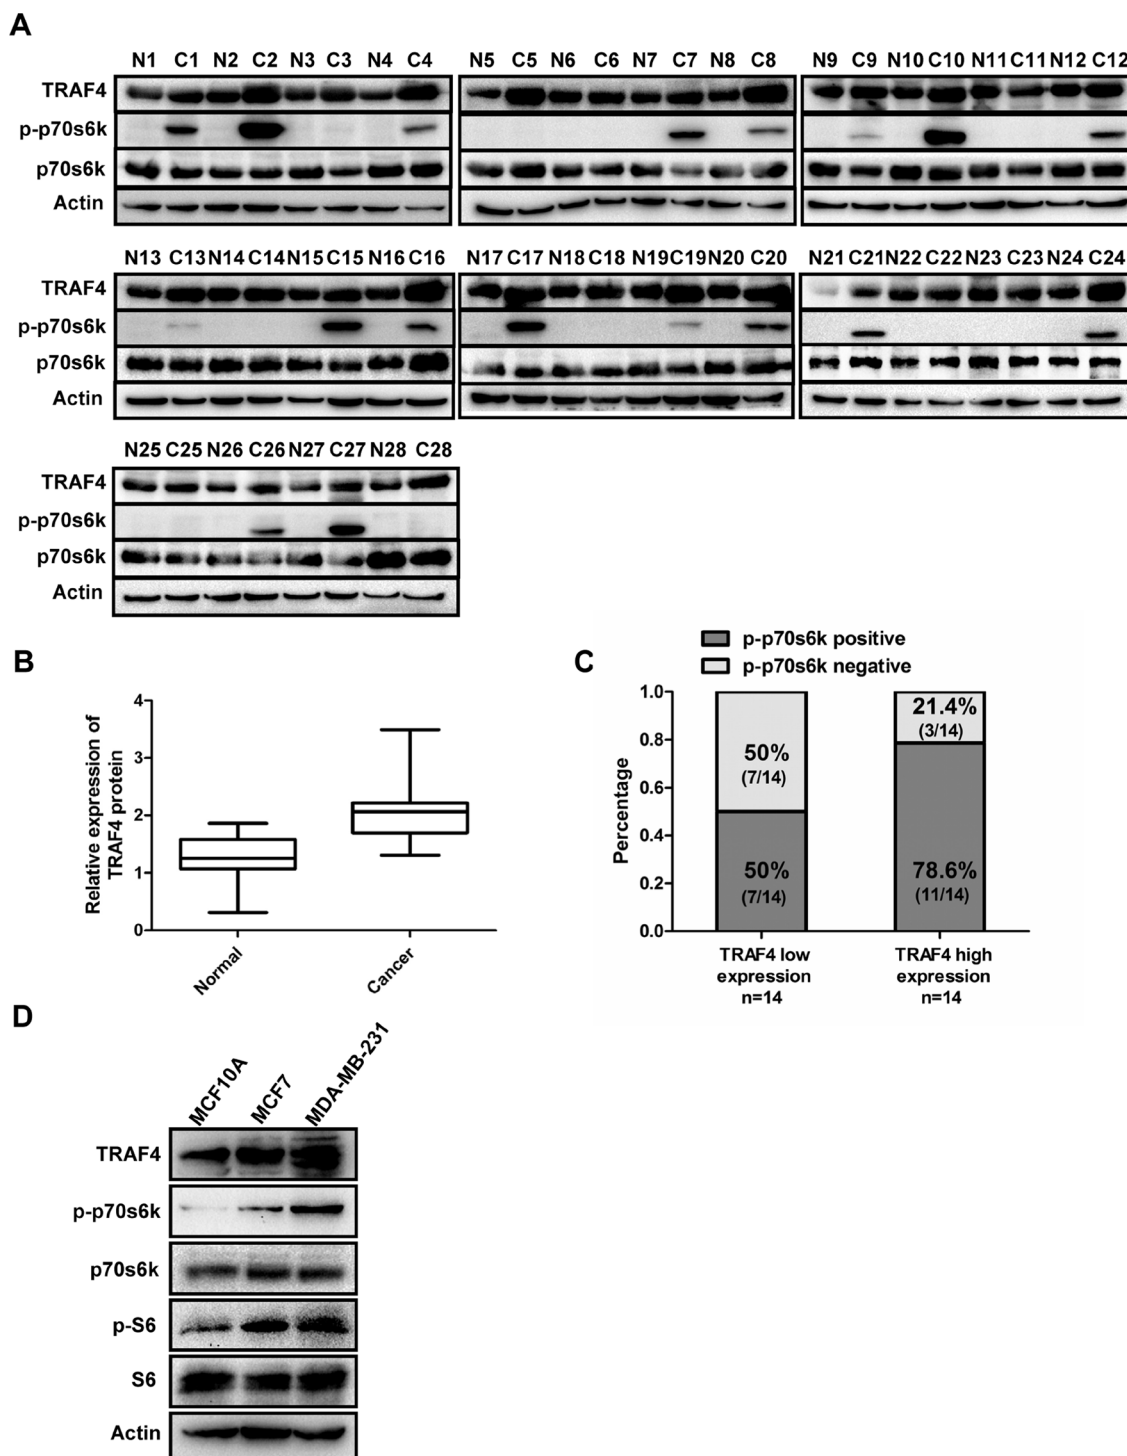 A
N1 C1 N2 C2 N3 C3 N4 C4 N5 C5 N6 C6 N7 C7 N8 C8 N9 C9 N10 C10 N11 C11 N12 C12
TRAF4
p-p70s6k
p70s6k
Actin
N13 C13 N14 C14 N15 C15 N16 C16 N17 C17 N18 C18 N19 C19 N20 C20 N21 C21 N22 C22 N23 C23 N24 C24
TRAF4
p-p70s6k
p70s6k
Actin
N25 C25 N26 C26 N27 C27 N28 C28
TRAF4
p-p70s6k
p70s6k
Actin
B
Relative expression of
TRAF4 protein
4
3
2
1
0
Normal Cancer
C
p-p70s6k positive
p-p70s6k negative
Percentage
1.0
0.8
0.6
0.4
0.2
0.0
50%
(7/14)
50%
(7/14)
21.4%
(3/14)
78.6%
(11/14)
TRAF4 low
expression
n=14
TRAF4 high
expression
n=14
D
MCF10A MCF7 MDA-MB-231
TRAF4
p-p70s6k
p70s6k
p-S6
S6
Actin